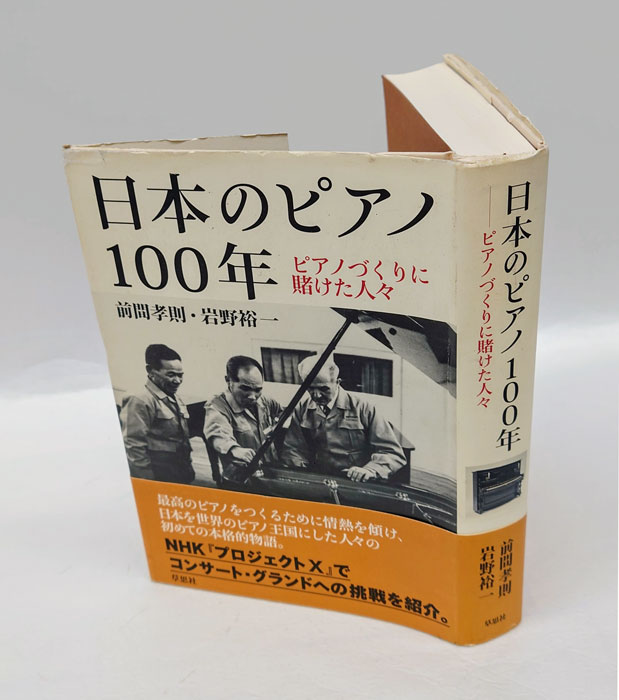 日本のピアノ
100年
ピアノづくりに
賭けた人々
前間孝則・岩野裕一
最高のピアノをつくるために情熱を傾け、
日本を世界のピアノ王国にした人々の
初めての本格的物語。
NHK『プロジェクトX』で
コンサート・グランドへの挑戦を紹介。
草思社
日本のピアノ100年
──ピアノづくりに賭けた人々
前間孝則
岩野裕一
草思社